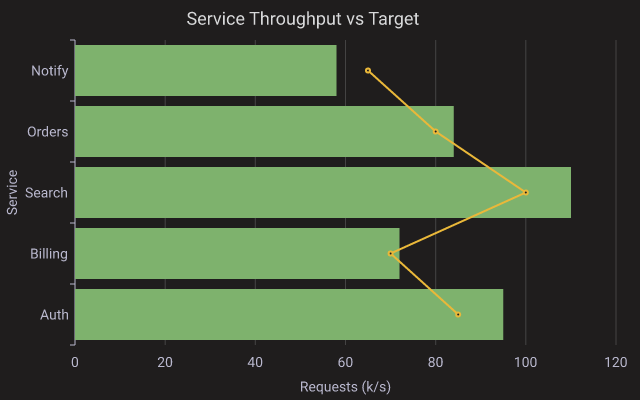 Service Throughput vs Target
Service
Notify
Orders
Search
Billing
Auth
0 20 40 60 80 100 120
Requests (k/s)